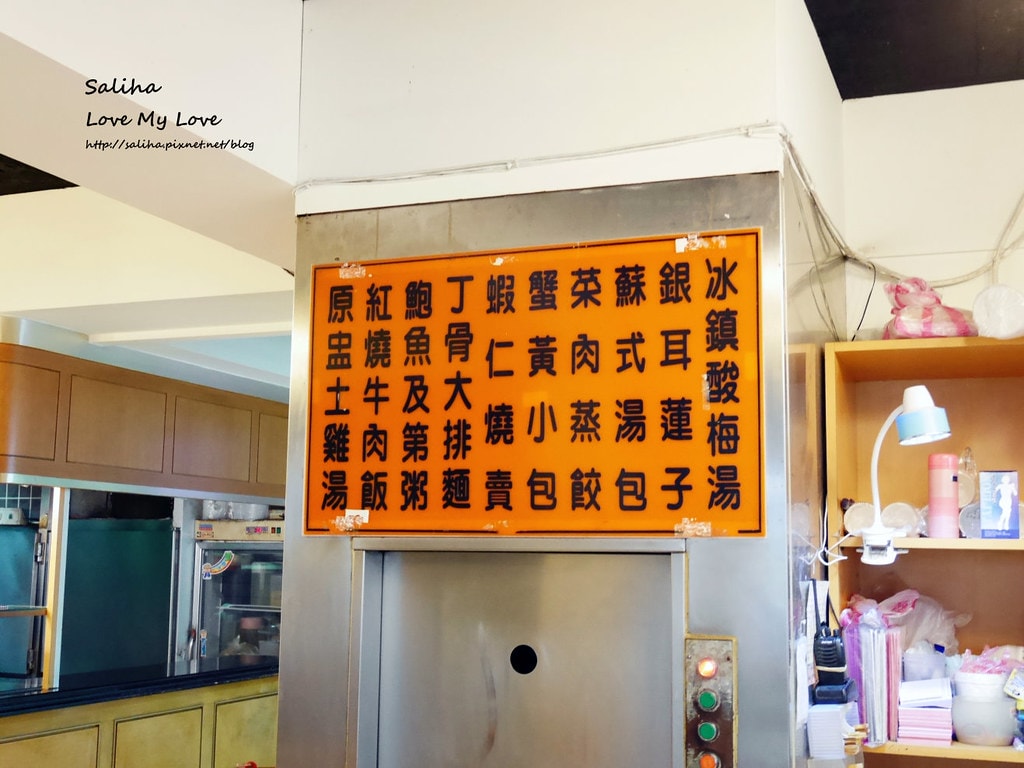 Saliha
Love My Love
http://saliha.pixnet.net/blog
冰鎮酸梅湯
銀耳蓮子
蘇式湯包
菜肉蒸餃
蟹黃小包
蝦仁燒賣
丁骨大排麵
鮑魚及第粥
紅燒牛肉飯
原盅土雞湯